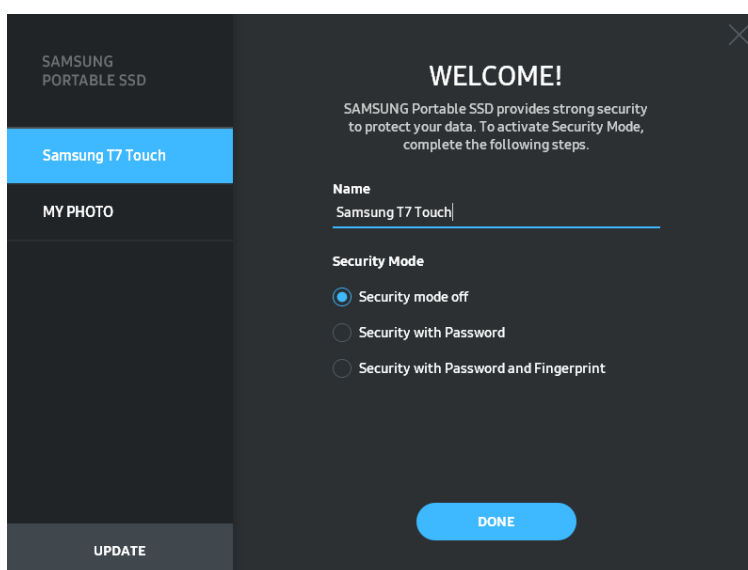 SAMSUNG
PORTABLE SSD
Samsung T7 Touch
MY PHOTO
UPDATE
WELCOME!
SAMSUNG Portable SSD provides strong security
to protect your data. To activate Security Mode,
complete the following steps.
Name
Samsung T7 Touch
Security Mode
Security mode off
Security with Password
Security with Password and Fingerprint
DONE